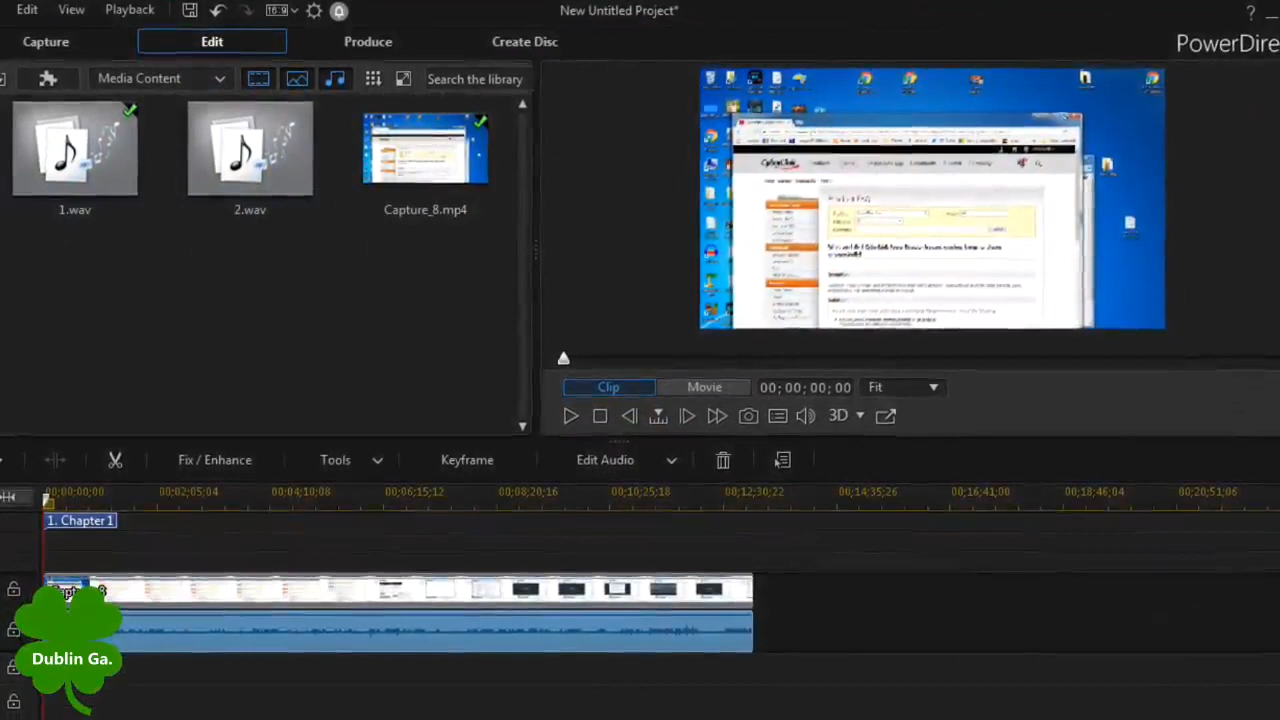 Edit View Playback 16:9 New Untitled Project* ?
Capture Edit Produce Create Disc PowerDire
Media Content Search the library
1.wav 2.wav Capture_8.mp4
CyberLink
Clip Movie 00; 00; 00; 00 Fit
3D
Fix / Enhance Tools Keyframe Edit Audio
00;00;00;00 00;02;05;04 00;04;10;08 00;06;15;12 00;08;20;16 00;10;25;18 00;12;30;22 00;14;35;26 00;16;41;00 00;18;46;04 00;20;51;06
1. Chapter 1
Dublin Ga.